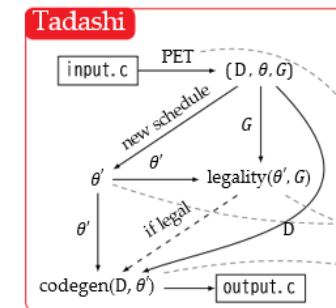 Tadashi
PET
input.c
(D, θ, G)
new schedule
G
θ′
θ′
legality(θ′, G)
θ′
if legal
D
codegen(D, θ′)
output.c